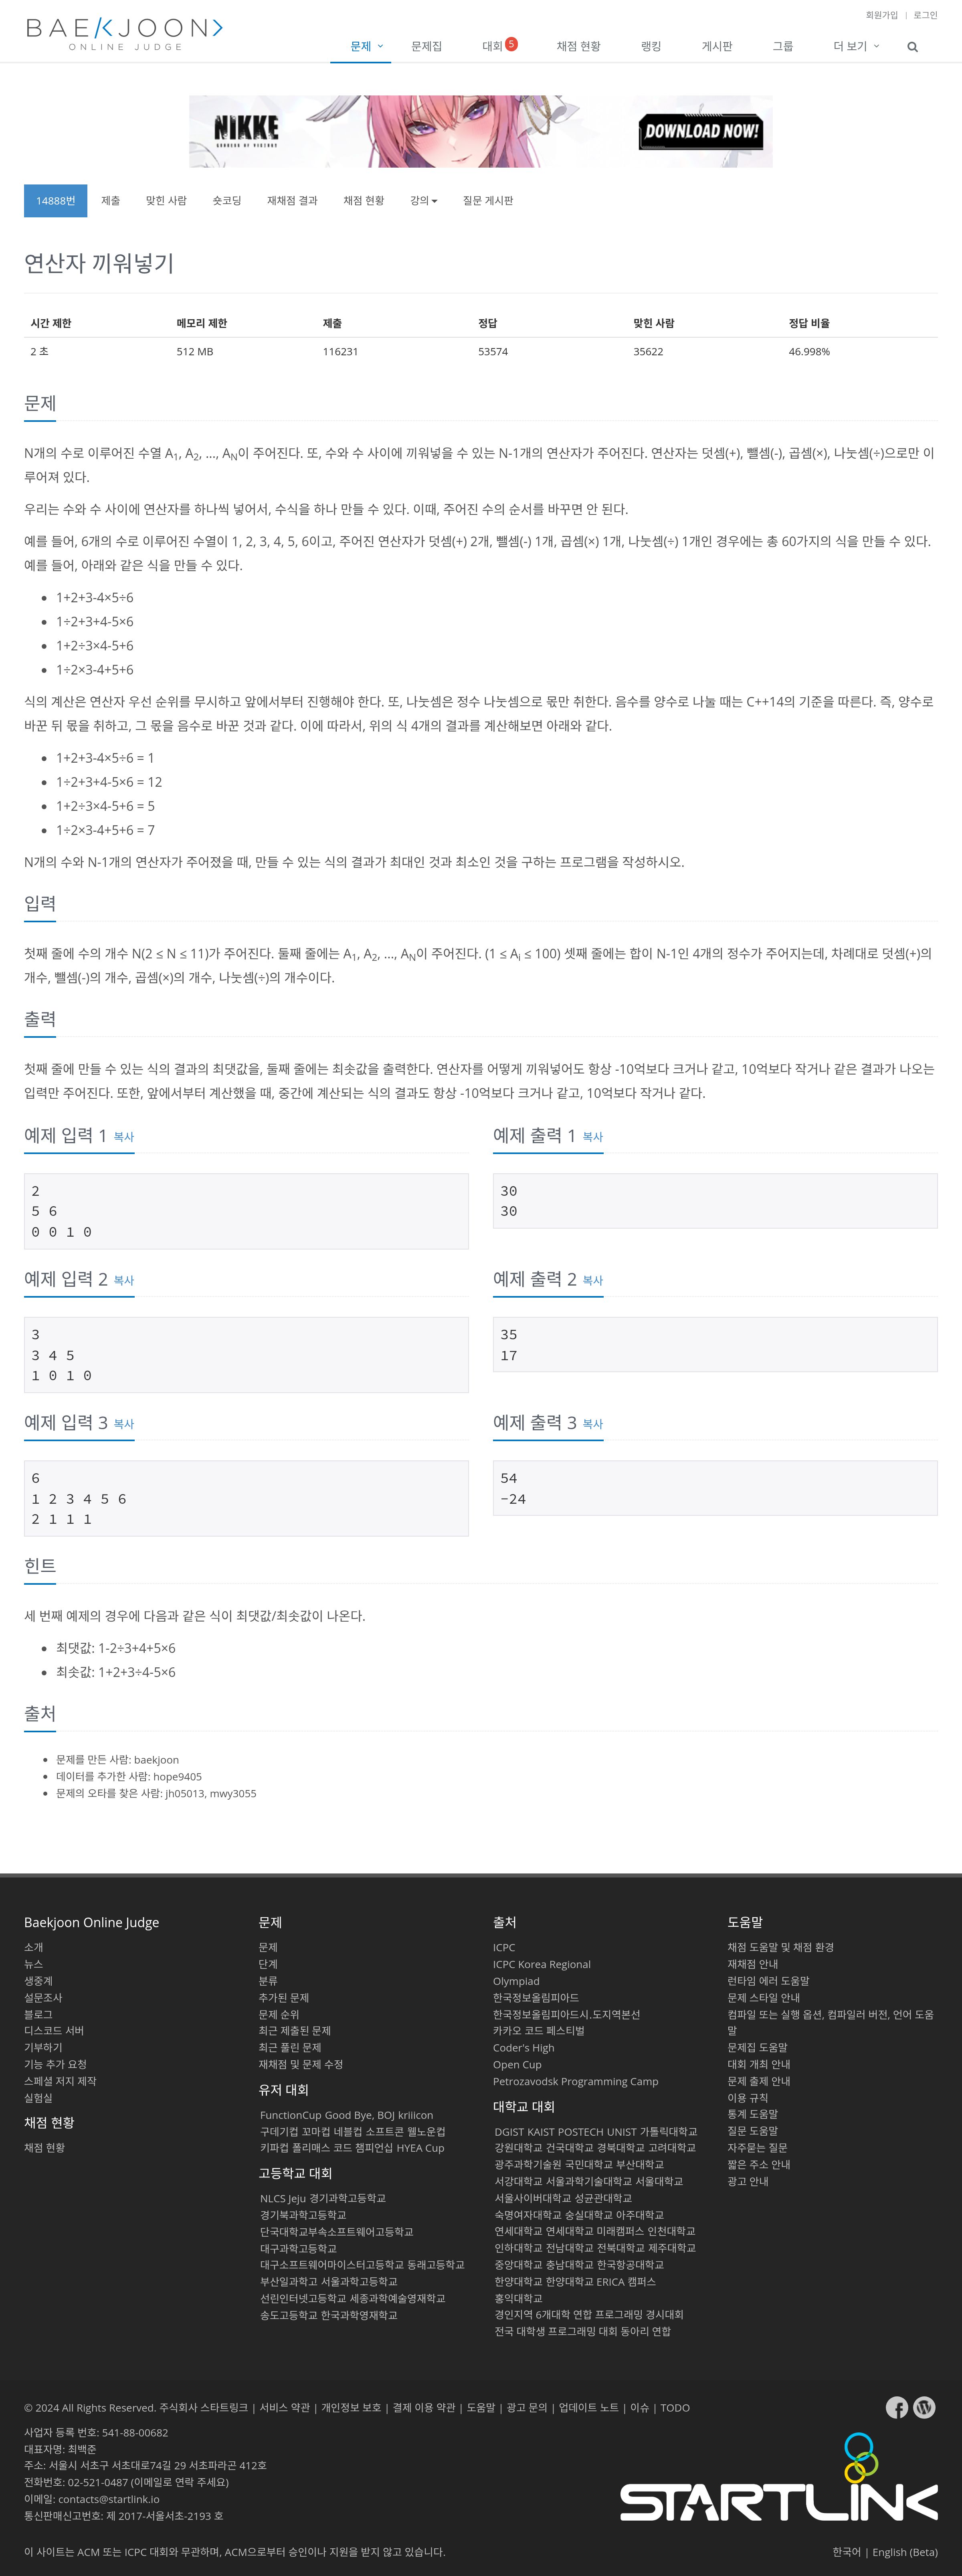 회원가입 | 로그인
BAEKJOON>
ONLINE JUDGE
문제 문제집 대회 5 채점 현황 랭킹 게시판 그룹 더 보기
NIKKE
GODDESS OF VICTORY
DOWNLOAD NOW!
14888번 제출 맞힌 사람 숏코딩 재채점 결과 채점 현황 강의 질문 게시판
연산자 끼워넣기
시간 제한 메모리 제한 제출 정답 맞힌 사람 정답 비율
2 초 512 MB 116231 53574 35622 46.998%
문제
N개의 수로 이루어진 수열 A1, A2, ..., AN이 주어진다. 또, 수와 수 사이에 끼워넣을 수 있는 N-1개의 연산자가 주어진다. 연산자는 덧셈(+), 뺄셈(-), 곱셈(×), 나눗셈(÷)으로만 이
루어져 있다.
우리는 수와 수 사이에 연산자를 하나씩 넣어서, 수식을 하나 만들 수 있다. 이때, 주어진 수의 순서를 바꾸면 안 된다.
예를 들어, 6개의 수로 이루어진 수열이 1, 2, 3, 4, 5, 6이고, 주어진 연산자가 덧셈(+) 2개, 뺄셈(-) 1개, 곱셈(×) 1개, 나눗셈(÷) 1개인 경우에는 총 60가지의 식을 만들 수 있다.
예를 들어, 아래와 같은 식을 만들 수 있다.
• 1+2+3-4×5÷6
• 1÷2+3+4-5×6
• 1+2÷3×4-5+6
• 1÷2×3-4+5+6
식의 계산은 연산자 우선 순위를 무시하고 앞에서부터 진행해야 한다. 또, 나눗셈은 정수 나눗셈으로 몫만 취한다. 음수를 양수로 나눌 때는 C++14의 기준을 따른다. 즉, 양수로
바꾼 뒤 몫을 취하고, 그 몫을 음수로 바꾼 것과 같다. 이에 따라서, 위의 식 4개의 결과를 계산해보면 아래와 같다.
• 1+2+3-4×5÷6 = 1
• 1÷2+3+4-5×6 = 12
• 1+2÷3×4-5+6 = 5
• 1÷2×3-4+5+6 = 7
N개의 수와 N-1개의 연산자가 주어졌을 때, 만들 수 있는 식의 결과가 최대인 것과 최소인 것을 구하는 프로그램을 작성하시오.
입력
첫째 줄에 수의 개수 N(2 ≤ N ≤ 11)가 주어진다. 둘째 줄에는 A1, A2, ..., AN이 주어진다. (1 ≤ Ai ≤ 100) 셋째 줄에는 합이 N-1인 4개의 정수가 주어지는데, 차례대로 덧셈(+)의
개수, 뺄셈(-)의 개수, 곱셈(×)의 개수, 나눗셈(÷)의 개수이다.
출력
첫째 줄에 만들 수 있는 식의 결과의 최댓값을, 둘째 줄에는 최솟값을 출력한다. 연산자를 어떻게 끼워넣어도 항상 -10억보다 크거나 같고, 10억보다 작거나 같은 결과가 나오는
입력만 주어진다. 또한, 앞에서부터 계산했을 때, 중간에 계산되는 식의 결과도 항상 -10억보다 크거나 같고, 10억보다 작거나 같다.
예제 입력 1 복사
2
5 6
0 0 1 0
예제 출력 1 복사
30
30
예제 입력 2 복사
3
3 4 5
1 0 1 0
예제 출력 2 복사
35
17
예제 입력 3 복사
6
1 2 3 4 5 6
2 1 1 1
예제 출력 3 복사
54
-24
힌트
세 번째 예제의 경우에 다음과 같은 식이 최댓값/최솟값이 나온다.
• 최댓값: 1-2÷3+4+5×6
• 최솟값: 1+2+3÷4-5×6
출처
• 문제를 만든 사람: baekjoon
• 데이터를 추가한 사람: hope9405
• 문제의 오타를 찾은 사람: jh05013, mwy3055
Baekjoon Online Judge
소개
뉴스
생중계
설문조사
블로그
디스코드 서버
기부하기
기능 추가 요청
스페셜 저지 제작
실험실
채점 현황
채점 현황
문제
문제
단계
분류
추가된 문제
문제 순위
최근 제출된 문제
최근 풀린 문제
재채점 및 문제 수정
유저 대회
FunctionCup Good Bye, BOJ kriiicon
구데기컵 꼬마컵 네블컵 소프트콘 웰노운컵
키파컵 폴리매스 코드 챔피언십 HYEA Cup
고등학교 대회
NLCS Jeju 경기과학고등학교
경기북과학고등학교
단국대학교부속소프트웨어고등학교
대구과학고등학교
대구소프트웨어마이스터고등학교 동래고등학교
부산일과학고 서울과학고등학교
선린인터넷고등학교 세종과학예술영재학교
송도고등학교 한국과학영재학교
출처
ICPC
ICPC Korea Regional
Olympiad
한국정보올림피아드
한국정보올림피아드시.도지역본선
카카오 코드 페스티벌
Coder's High
Open Cup
Petrozavodsk Programming Camp
대학교 대회
DGIST KAIST POSTECH UNIST 가톨릭대학교
강원대학교 건국대학교 경북대학교 고려대학교
광주과학기술원 국민대학교 부산대학교
서강대학교 서울과학기술대학교 서울대학교
서울사이버대학교 성균관대학교
숙명여자대학교 숭실대학교 아주대학교
연세대학교 연세대학교 미래캠퍼스 인천대학교
인하대학교 전남대학교 전북대학교 제주대학교
중앙대학교 충남대학교 한국항공대학교
한양대학교 한양대학교 ERICA 캠퍼스
홍익대학교
경인지역 6개대학 연합 프로그래밍 경시대회
전국 대학생 프로그래밍 대회 동아리 연합
도움말
채점 도움말 및 채점 환경
재채점 안내
런타임 에러 도움말
문제 스타일 안내
컴파일 또는 실행 옵션, 컴파일러 버전, 언어 도움
말
문제집 도움말
대회 개최 안내
문제 출제 안내
이용 규칙
통계 도움말
질문 도움말
자주묻는 질문
짧은 주소 안내
광고 안내
© 2024 All Rights Reserved. 주식회사 스타트링크 | 서비스 약관 | 개인정보 보호 | 결제 이용 약관 | 도움말 | 광고 문의 | 업데이트 노트 | 이슈 | TODO
사업자 등록 번호: 541-88-00682
대표자명: 최백준
주소: 서울시 서초구 서초대로74길 29 서초파라곤 412호
전화번호: 02-521-0487 (이메일로 연락 주세요)
이메일: contacts@startlink.io
통신판매신고번호: 제 2017-서울서초-2193 호
STARTLINK
이 사이트는 ACM 또는 ICPC 대회와 무관하며, ACM으로부터 승인이나 지원을 받지 않고 있습니다.
한국어 | English (Beta)